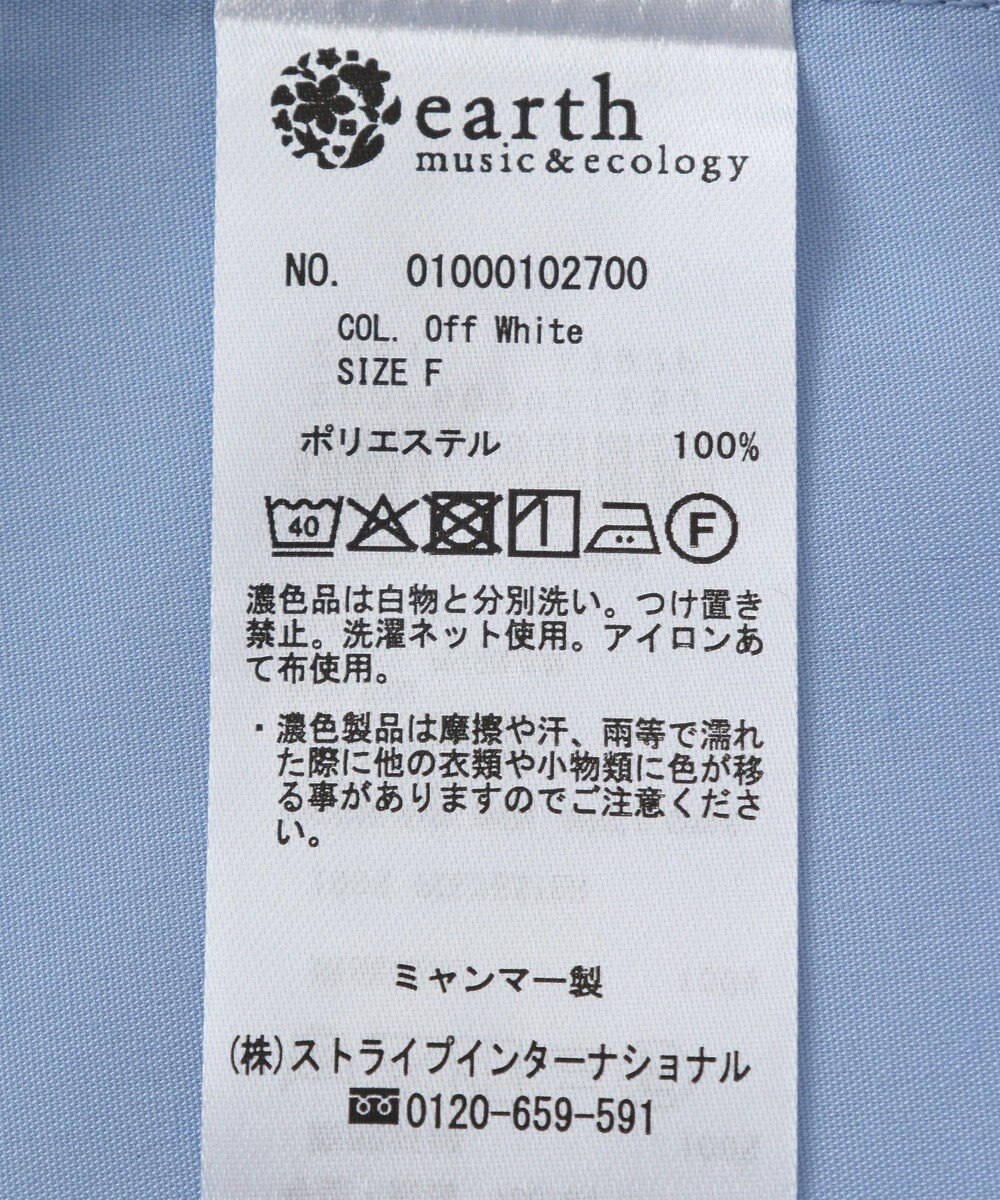 earth
music&ecology
NO. 01000102700
COL. Off White
SIZE F
ポリエステル 100%
40
F
濃色品は白物と分別洗い。つけ置き
禁止。洗濯ネット使用。アイロンあ
て布使用。
・濃色製品は摩擦や汗、雨等で濡れ
た際に他の衣類や小物類に色が移
る事がありますのでご注意くださ
い。
ミャンマー製
(株)ストライプインターナショナル
0120-659-591